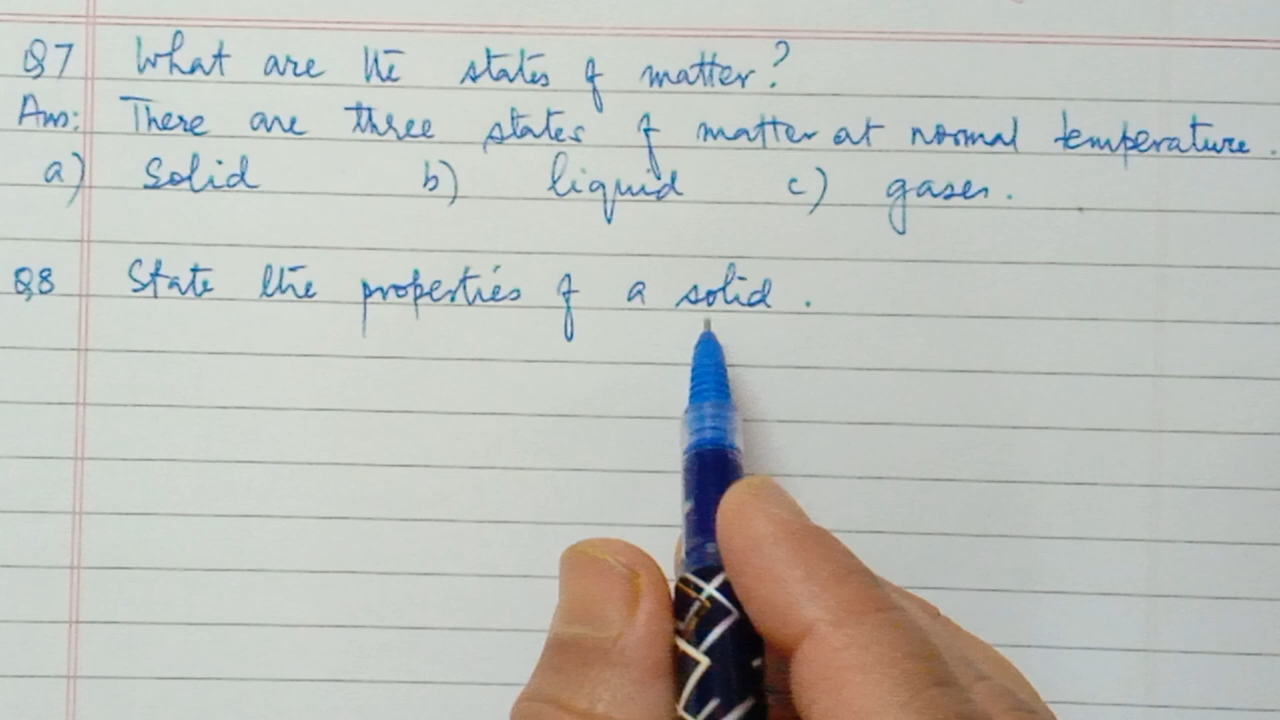 Q7 What are the states of matter?
Ans: There are three states of matter at normal temperature.
a) Solid b) liquid c) gases.
Q8 State the properties of a solid.